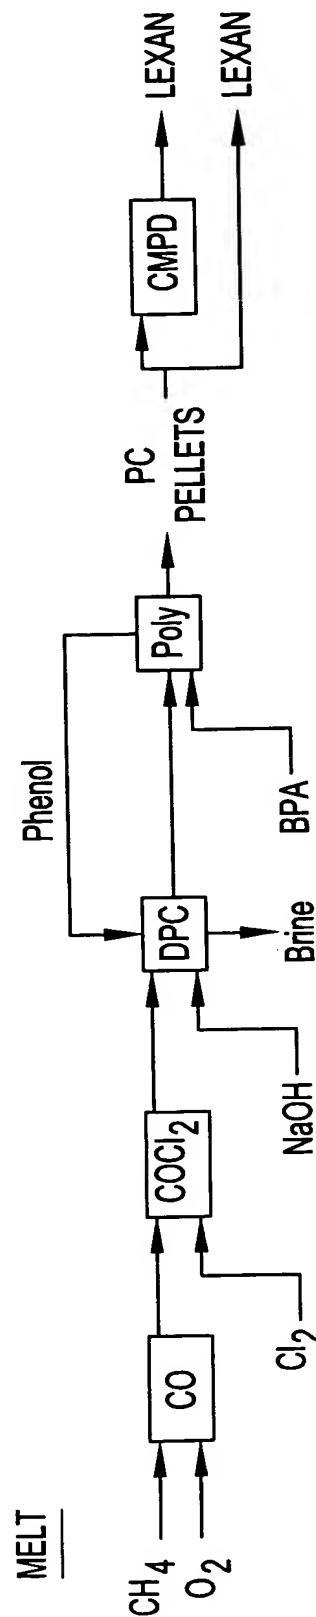 MELT
CH4
O2
CO
Cl2
COCl2
NaOH
DPC
Brine
Phenol
BPA
Poly
PC
PELLETS
CMPD
LEXAN
LEXAN